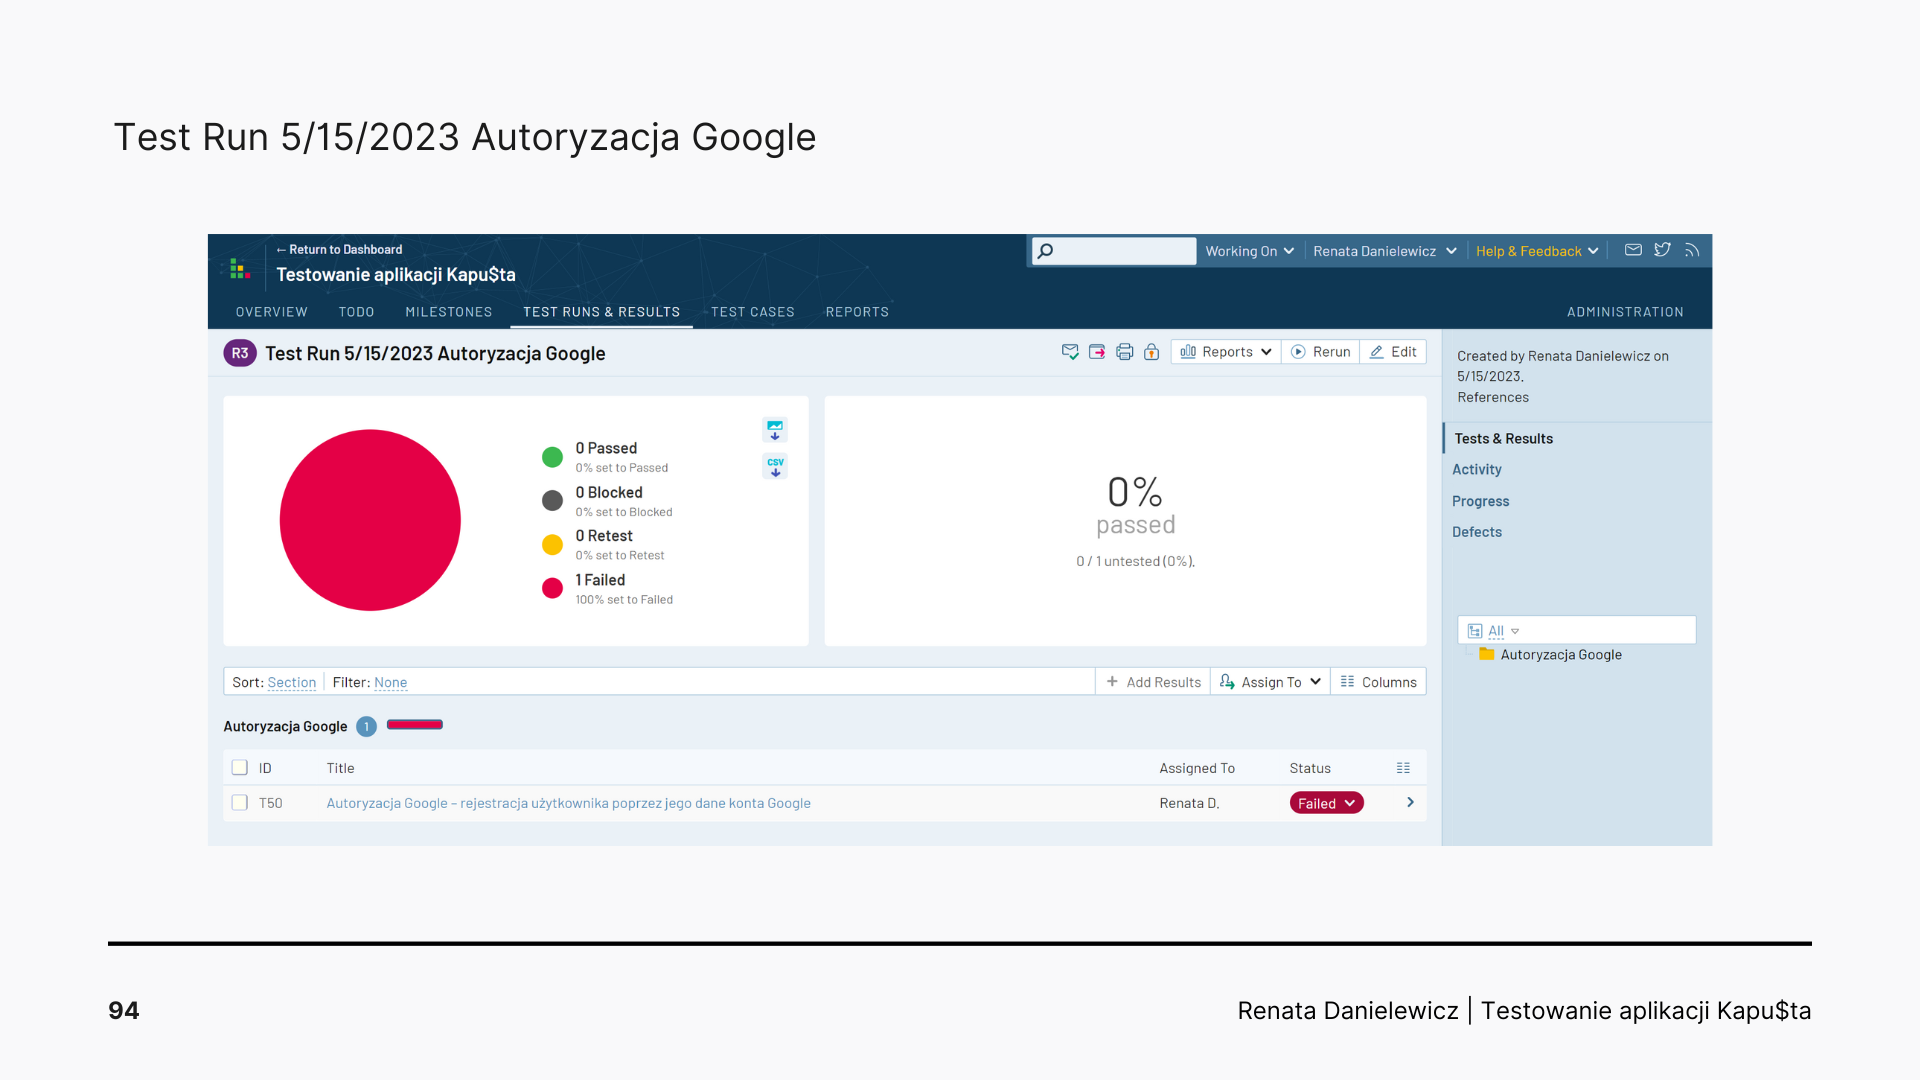 Test Run 5/15/2023 Autoryzacja Google
← Return to Dashboard
Testowanie aplikacji Kapu$ta
Working On
Renata Danielewicz
Help & Feedback
OVERVIEW
TODO
MILESTONES
TEST RUNS & RESULTS
TEST CASES
REPORTS
ADMINISTRATION
R3 Test Run 5/15/2023 Autoryzacja Google
Reports
Rerun
Edit
0 Passed
0% set to Passed
0 Blocked
0% set to Blocked
0 Retest
0% set to Retest
1 Failed
100% set to Failed
CSV
0%
passed
0 / 1 untested (0%).
Created by Renata Danielewicz on
5/15/2023.
References
Tests & Results
Activity
Progress
Defects
All
Autoryzacja Google
Sort: Section
Filter: None
+ Add Results
Assign To
Columns
Autoryzacja Google 1
ID Title Assigned To Status
T50 Autoryzacja Google – rejestracja użytkownika poprzez jego dane konta Google Renata D. Failed
94
Renata Danielewicz | Testowanie aplikacji Kapu$ta